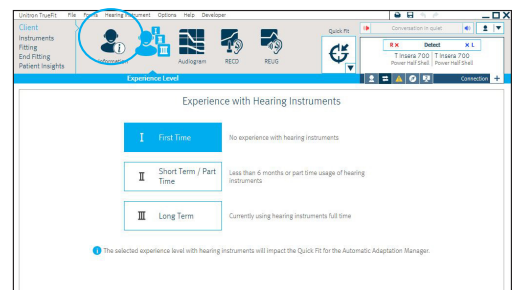 Unitron TrueFit File Forms Hearing Instrument Options Help Developer
Client
Instruments
Fitting
End Fitting
Patient Insights
Information
Audiogram
RECD
REUG
Quick Fit
Conversation in quiet
R X Detect X L
T Insera 700 T Insera 700
Power Half Shell Power Half Shell
Experience Level
Connection +
Experience with Hearing Instruments
I First Time No experience with hearing instruments
II Short Term / Part Time Less than 6 months or part time usage of hearing instruments
III Long Term Currently using hearing instruments full time
i The selected experience level with hearing instruments will impact the Quick Fit for the Automatic Adaptation Manager.